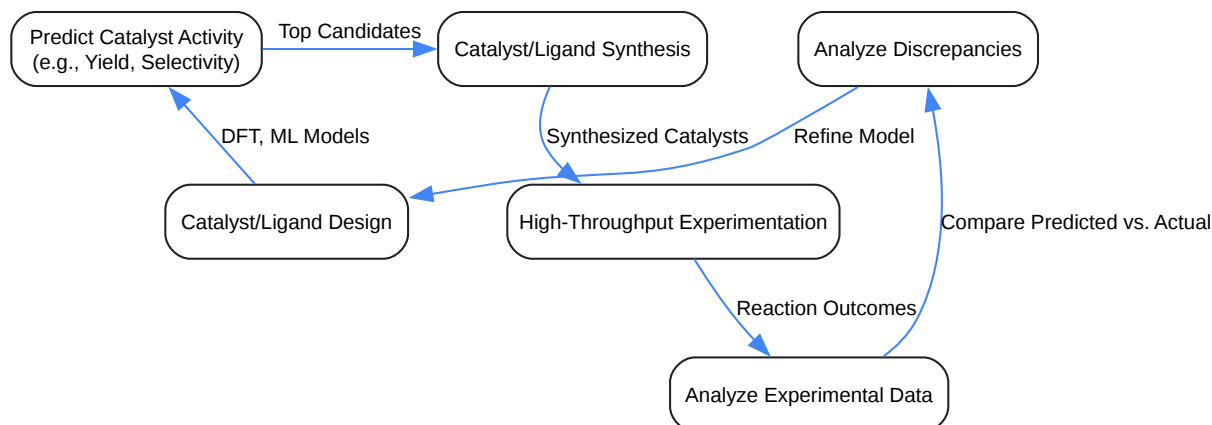 Predict Catalyst Activity
(e.g., Yield, Selectivity)
Top Candidates
Catalyst/Ligand Synthesis
Analyze Discrepancies
DFT, ML Models
Synthesized Catalysts
Refine Model
Catalyst/Ligand Design
High-Throughput Experimentation
Compare Predicted vs. Actual
Reaction Outcomes
Analyze Experimental Data